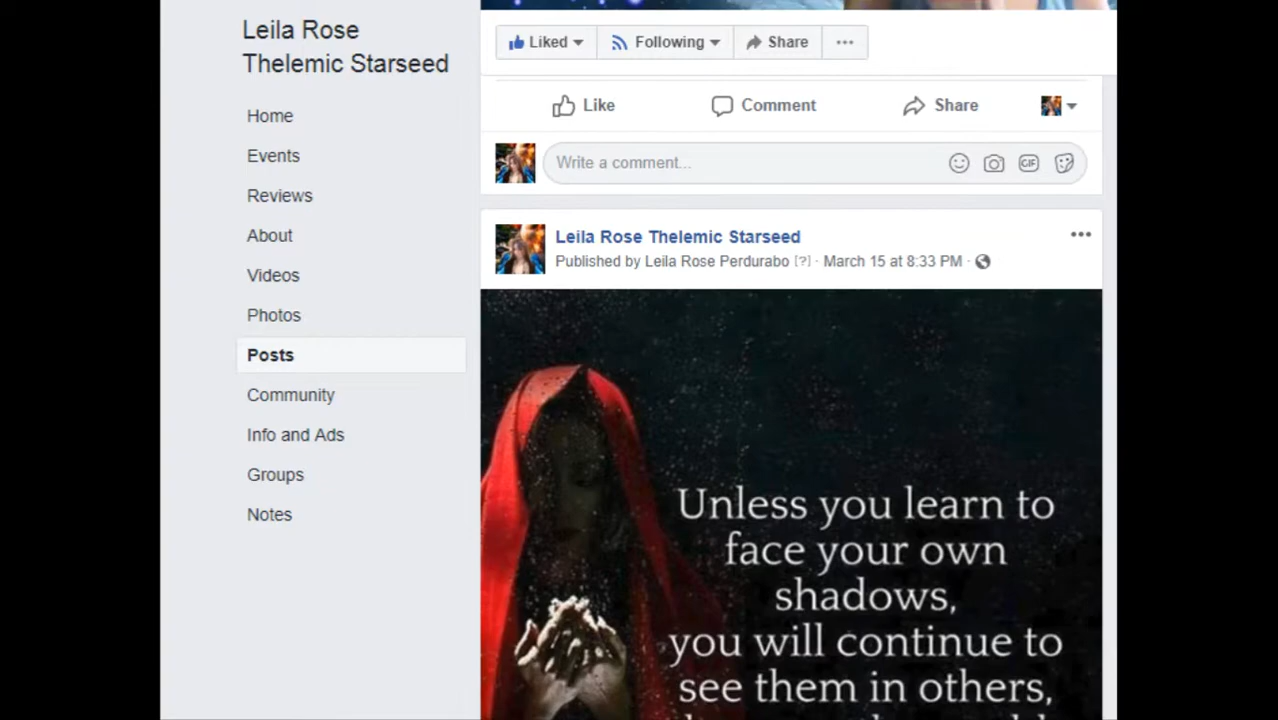 Leila Rose
Thelemic Starseed
Home
Events
Reviews
About
Videos
Photos
Posts
Community
Info and Ads
Groups
Notes
Liked Following Share
Like Comment Share
Write a comment... GIF
Leila Rose Thelemic Starseed
Published by Leila Rose Perdurabo [?] · March 15 at 8:33 PM ·
Unless you learn to
face your own
shadows,
you will continue to
see them in others,